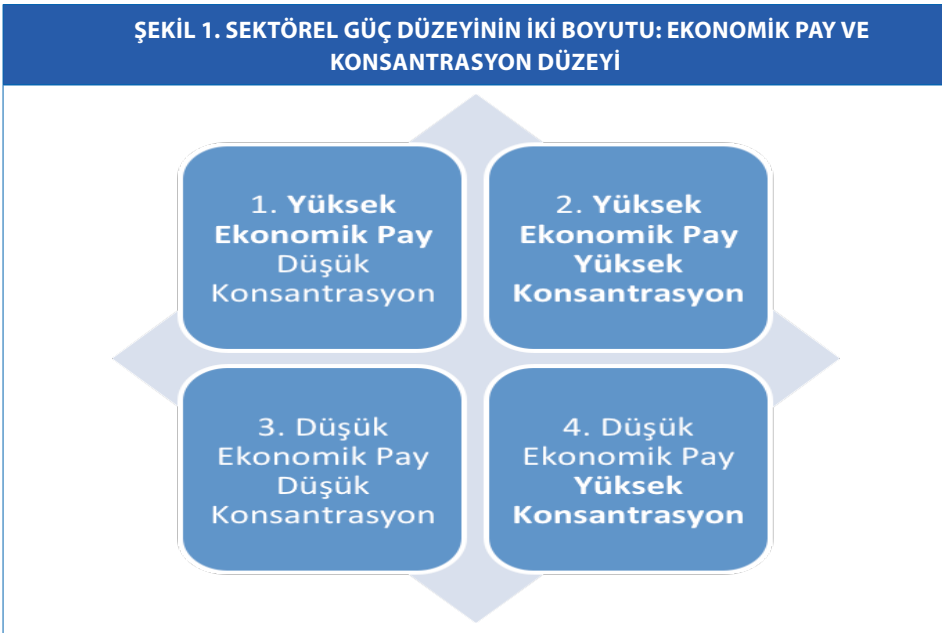 ŞEKİL 1. SEKTÖREL GÜÇ DÜZEYİNİN İKİ BOYUTU: EKONOMİK PAY VE
KONSANTRASYON DÜZEYİ
1. Yüksek
Ekonomik Pay
Düşük
Konsantrasyon
2. Yüksek
Ekonomik Pay
Yüksek
Konsantrasyon
3. Düşük
Ekonomik Pay
Düşük
Konsantrasyon
4. Düşük
Ekonomik Pay
Yüksek
Konsantrasyon